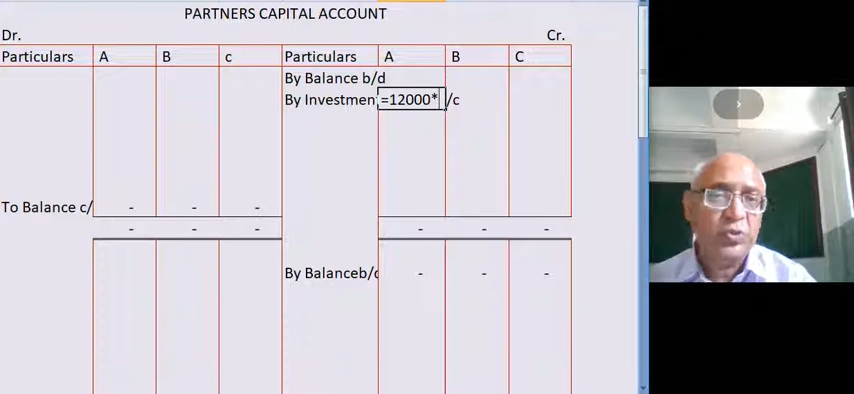 PARTNERS CAPITAL ACCOUNT
Dr. Cr.
Particulars A B c Particulars A B C
By Balance b/d
By Investmen =12000* /c
To Balance c/ - - -
- - - - - -
By Balanceb/c - - -